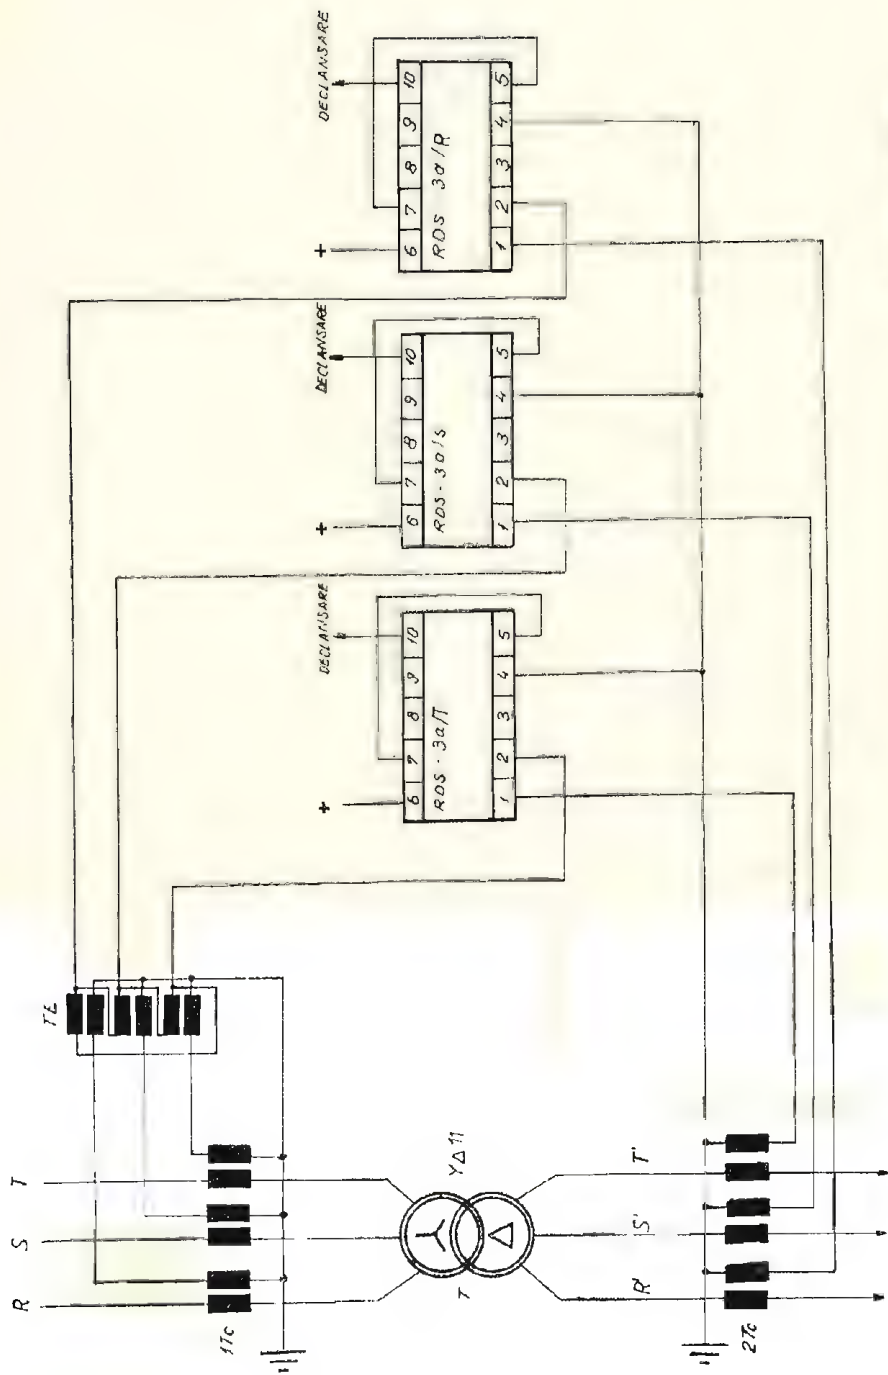 R
S
T
1Tc
TE
T
Y Δ 11
R'
S'
T'
2Tc
+
DECLANSARE
6 7 8 9 10
RDS - 3a/T
1 2 3 4 5
+
DECLANSARE
6 7 8 9 10
RDS - 3a/S
1 2 3 4 5
+
DECLANSARE
6 7 8 9 10
RDS 3a/R
1 2 3 4 5